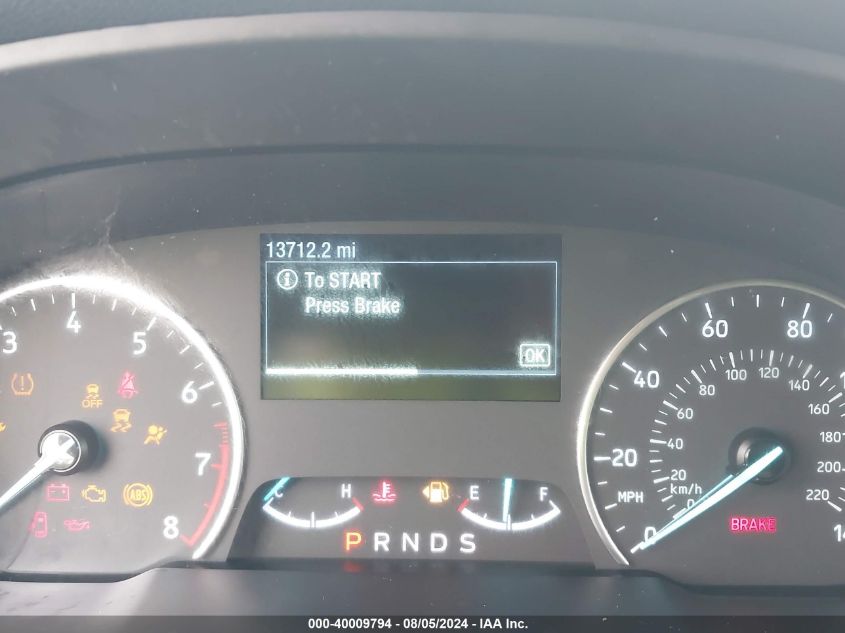 13712.2 mi
To START
Press Brake
OK
3 4 5 6 7 8
OFF
ABS
C H
E F
P R N D S
0 20 40 60 80
MPH
km/h
0 20 40 60 80 100 120 140 160 180 200 220
BRAKE
000-40009794 - 08/05/2024 - IAA Inc.